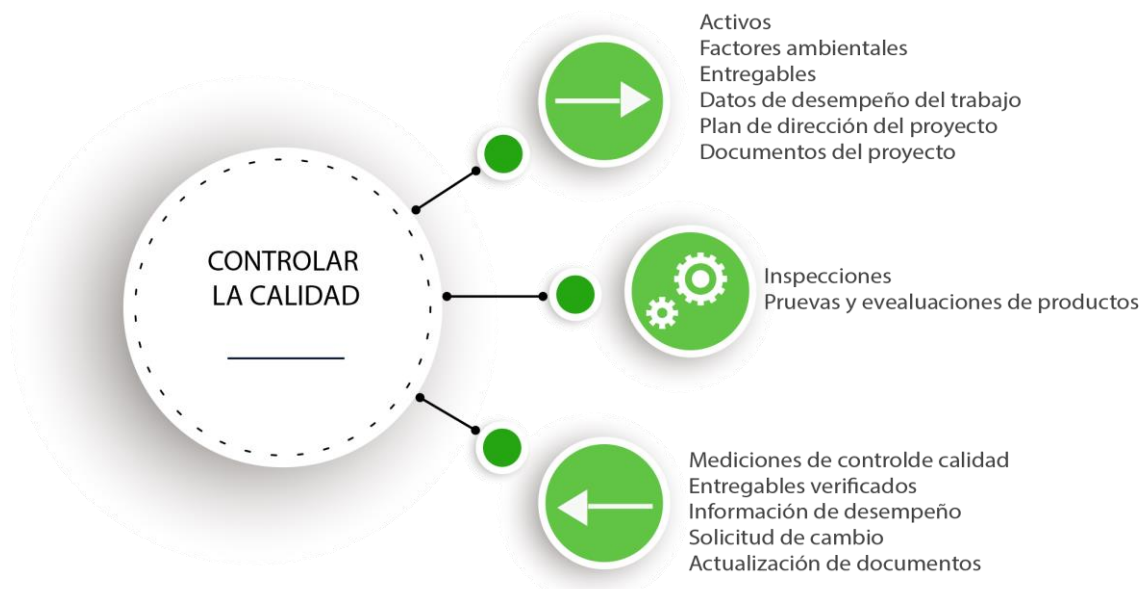 Activos
Factores ambientales
Entregables
Datos de desempeño del trabajo
Plan de dirección del proyecto
Documentos del proyecto
CONTROLAR
LA CALIDAD
Inspecciones
Pruevas y evealuaciones de productos
Mediciones de controlde calidad
Entregables verificados
Información de desempeño
Solicitud de cambio
Actualización de documentos